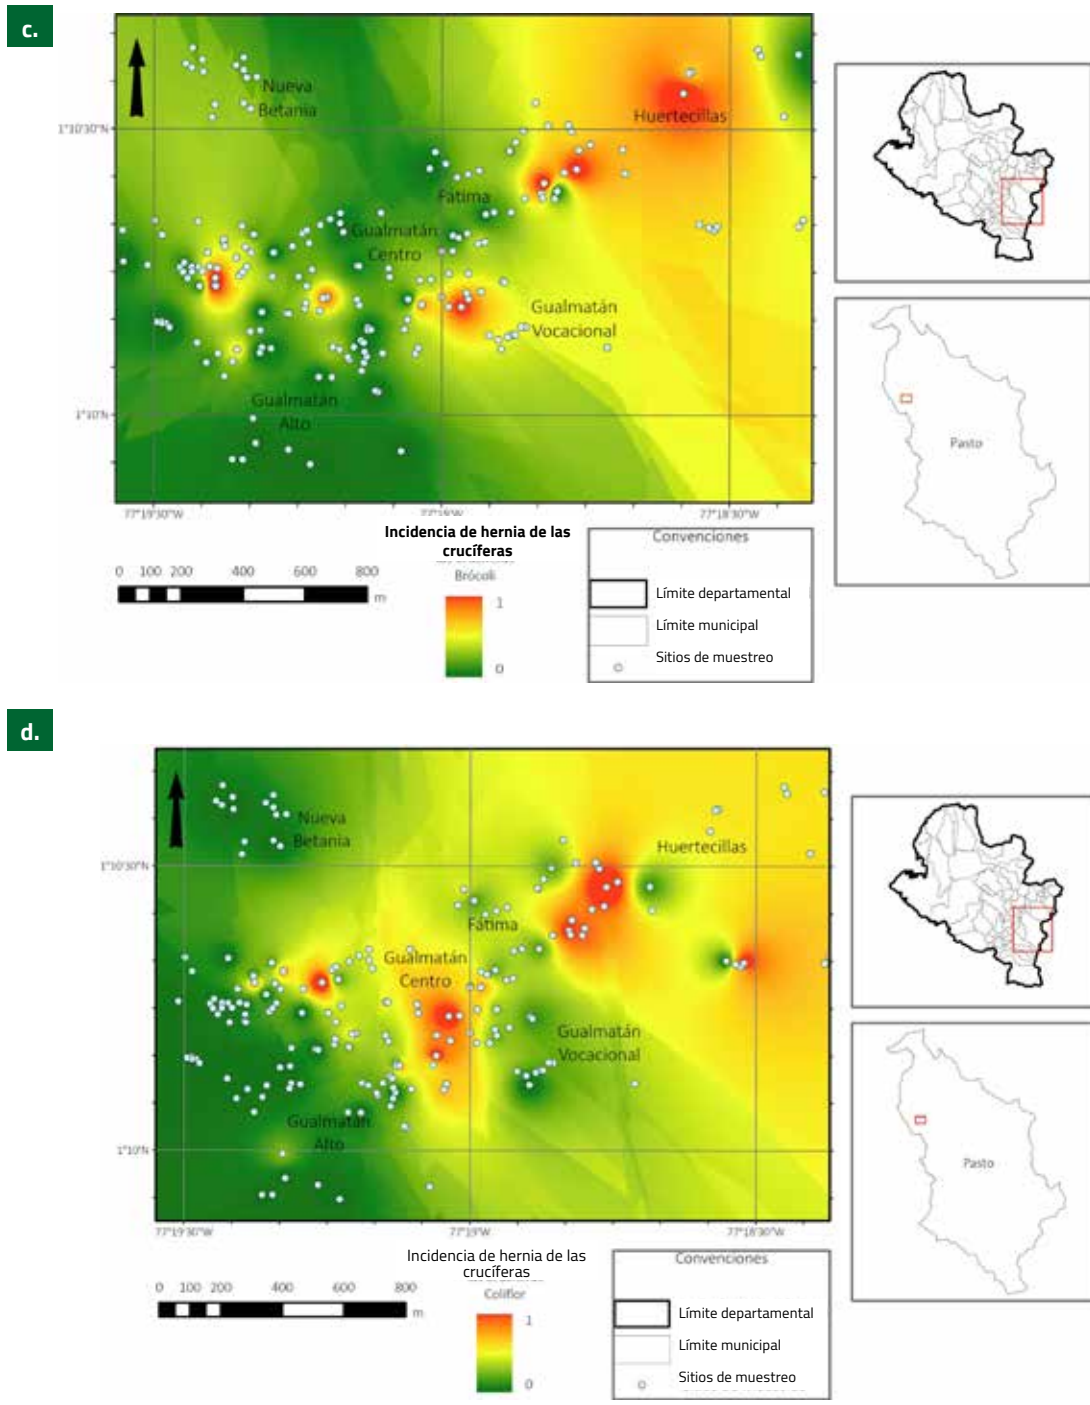 c.
Nueva
Betania
Huertecillas
1°10'30"N
Fatima
Gualmatán
Centro
Gualmatán
Vocacional
Gualmatán
Alto
1°10'N
77°19'30"W
77°19'W
77°18'30"W
Pasto
Incidencia de hernia de las
crucíferas
Brócoli
1
0
0 100 200 400 600 800
m
Convenciones
Límite departamental
Límite municipal
Sitios de muestreo
d.
Nueva
Betania
Huertecillas
1°10'30"N
Fátima
Gualmatán
Centro
Gualmatán
Vocacional
Gualmatán
Alto
1°10'N
77°19'30"W
77°19'W
77°18'30"W
Pasto
Incidencia de hernia de las
crucíferas
Coliflor
1
0
0 100 200 400 600 800
m
Convenciones
Límite departamental
Límite municipal
Sitios de muestreo